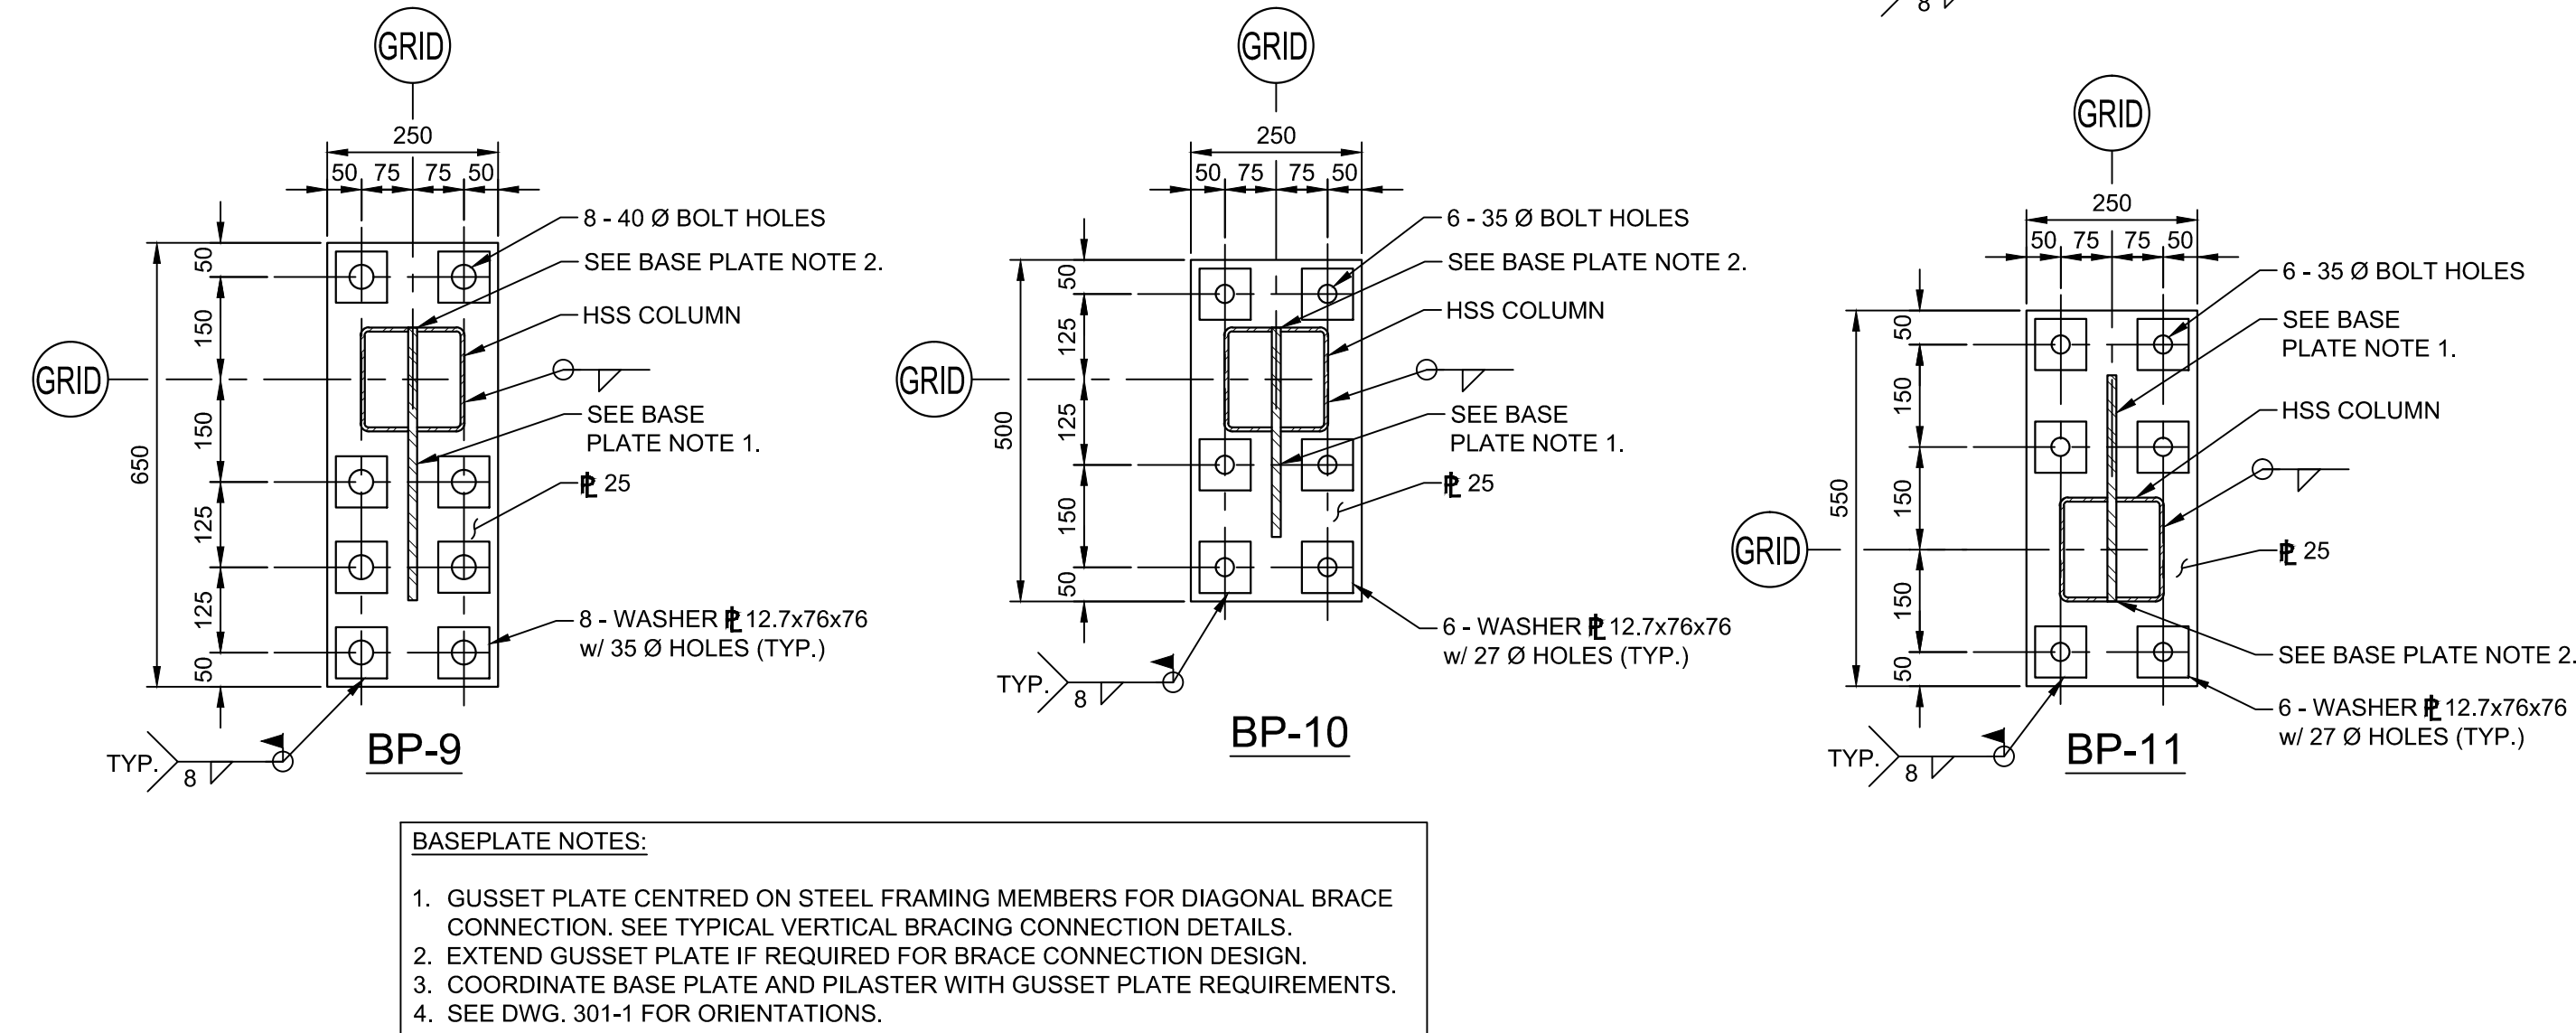 GRID
250
50 75 75 50
50
150
150
125
125
50
650
GRID
8 - 40 Ø BOLT HOLES
SEE BASE PLATE NOTE 2.
HSS COLUMN
SEE BASE
PLATE NOTE 1.
℄ 25
8 - WASHER ℄ 12.7x76x76
w/ 35 Ø HOLES (TYP.)
TYP.
8
BP-9
GRID
250
50 75 75 50
50
125
125
150
50
500
GRID
6 - 35 Ø BOLT HOLES
SEE BASE PLATE NOTE 2.
HSS COLUMN
SEE BASE
PLATE NOTE 1.
℄ 25
6 - WASHER ℄ 12.7x76x76
w/ 27 Ø HOLES (TYP.)
TYP.
8
BP-10
8
GRID
250
50 75 75 50
50
150
150
150
50
550
GRID
6 - 35 Ø BOLT HOLES
SEE BASE
PLATE NOTE 1.
HSS COLUMN
℄ 25
SEE BASE PLATE NOTE 2.
6 - WASHER ℄ 12.7x76x76
w/ 27 Ø HOLES (TYP.)
TYP.
8
BP-11
BASEPLATE NOTES:
1. GUSSET PLATE CENTRED ON STEEL FRAMING MEMBERS FOR DIAGONAL BRACE
CONNECTION. SEE TYPICAL VERTICAL BRACING CONNECTION DETAILS.
2. EXTEND GUSSET PLATE IF REQUIRED FOR BRACE CONNECTION DESIGN.
3. COORDINATE BASE PLATE AND PILASTER WITH GUSSET PLATE REQUIREMENTS.
4. SEE DWG. 301-1 FOR ORIENTATIONS.